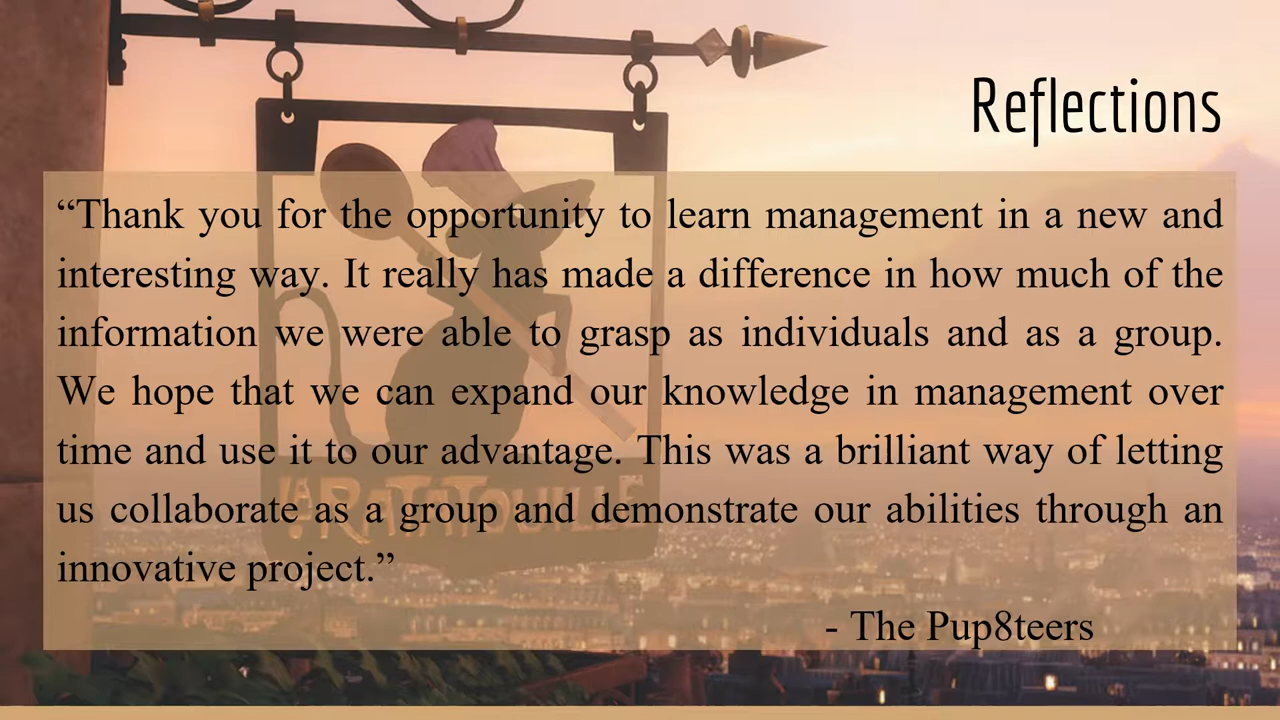 Reflections
“Thank you for the opportunity to learn management in a new and
interesting way. It really has made a difference in how much of the
information we were able to grasp as individuals and as a group.
We hope that we can expand our knowledge in management over
time and use it to our advantage. This was a brilliant way of letting
us collaborate as a group and demonstrate our abilities through an
innovative project.”
- The Pup8teers
LA RATATOUILLE